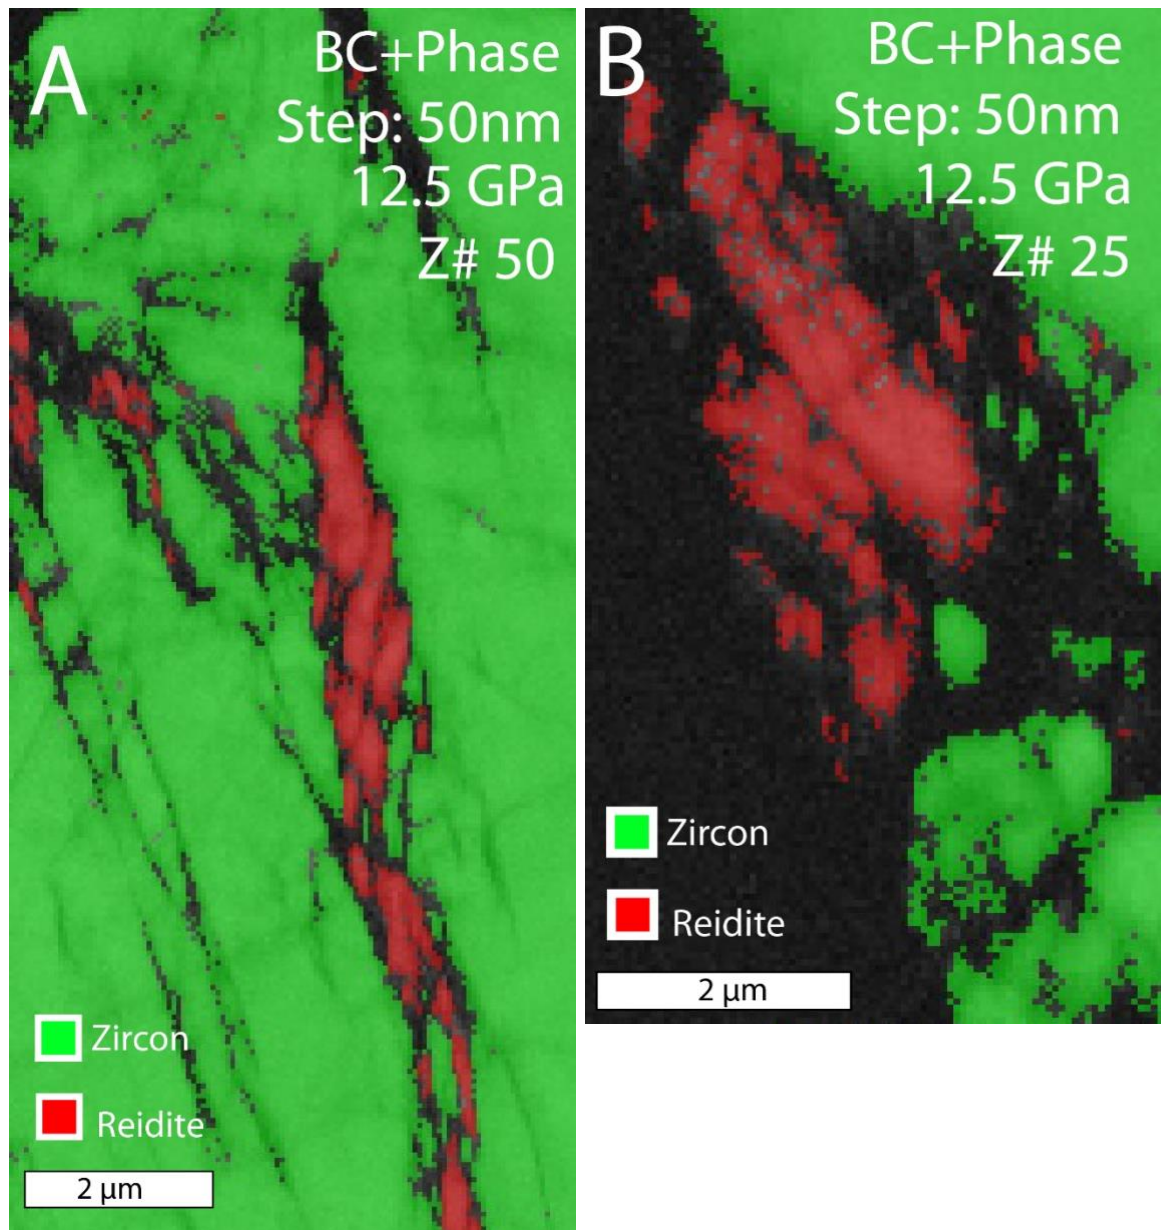 A
BC+Phase
Step: 50nm
12.5 GPa
Z# 50
Zircon
Reidite
2 µm
B
BC+Phase
Step: 50nm
12.5 GPa
Z# 25
Zircon
Reidite
2 µm